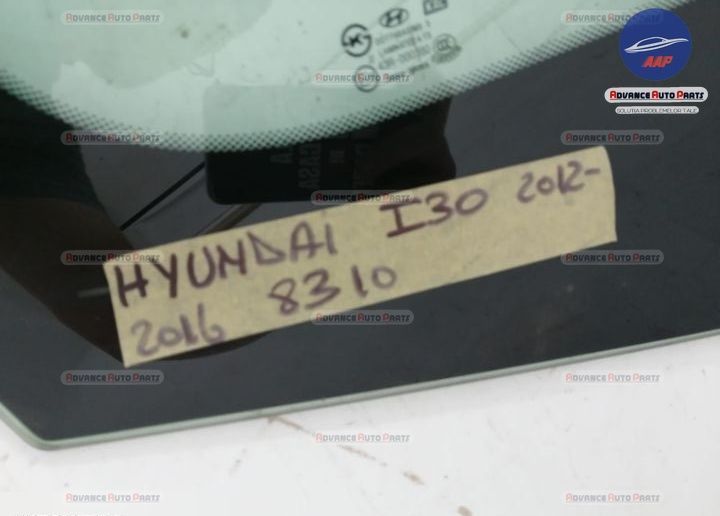 AAP
ADVANCE AUTO PARTS
SOLUTIA PROBLEMELOR TALE
HYUNDAI I30 2012-
2016 8310